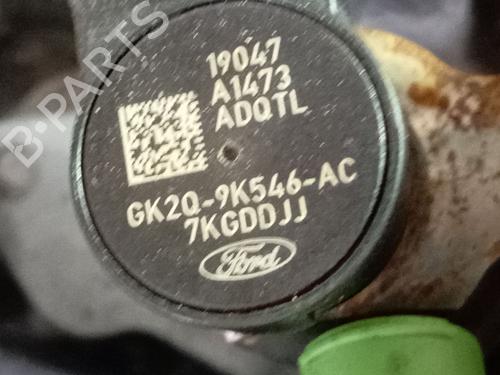 B-PARTS
19047
A1473
ADQTL
GK2Q-9K546-AC
7KGDDJJ
Ford